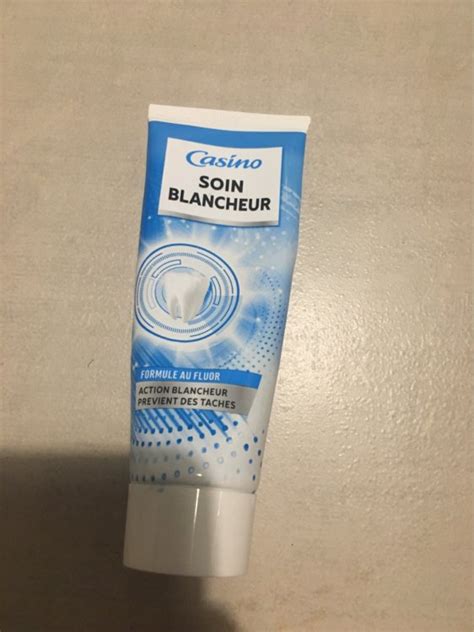 Casino
SOIN
BLANCHEUR
FORMULE AU FLUOR
ACTION BLANCHEUR
PREVIENT DES TACHES